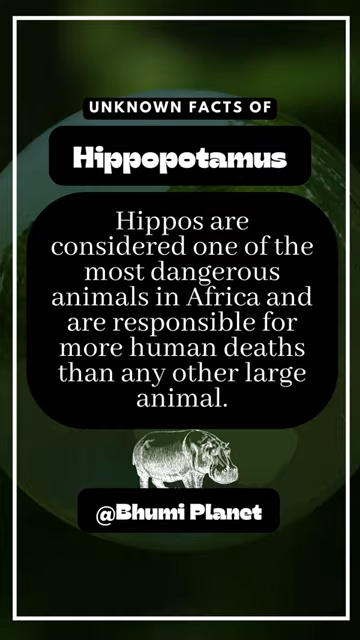 UNKNOWN FACTS OF
Hippopotamus
Hippos are
considered one of the
most dangerous
animals in Africa and
are responsible for
more human deaths
than any other large
animal.
@Bhumi Planet